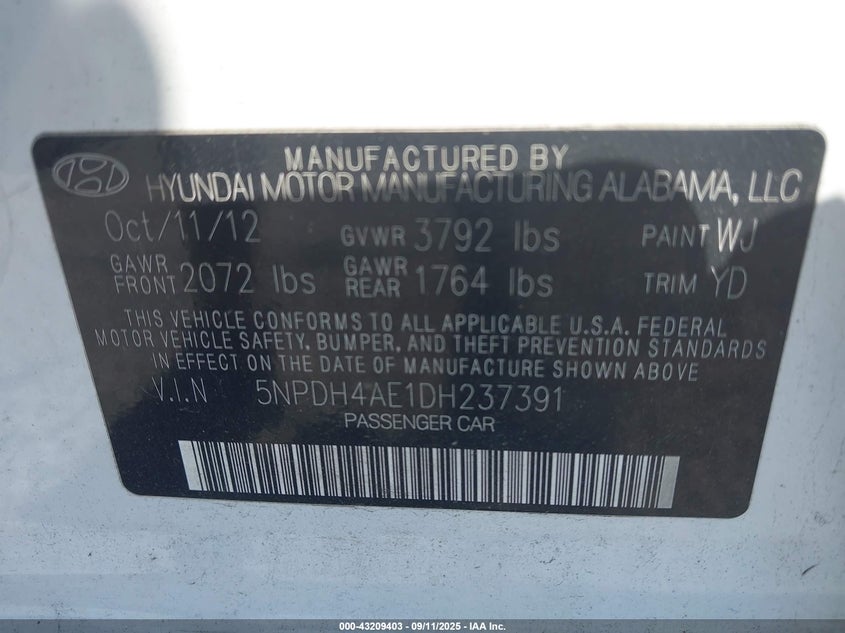 MANUFACTURED BY
HYUNDAI MOTOR MANUFACTURING ALABAMA, LLC
Oct/11/12 GVWR 3792 lbs PAINT WJ
GAWR FRONT 2072 lbs GAWR REAR 1764 lbs TRIM YD
THIS VEHICLE CONFORMS TO ALL APPLICABLE U.S.A. FEDERAL
MOTOR VEHICLE SAFETY, BUMPER, AND THEFT PREVENTION STANDARDS
IN EFFECT ON THE DATE OF MANUFACTURE SHOWN ABOVE
V.I.N 5NPDH4AE1DH237391
PASSENGER CAR
000-43209403 - 09/11/2025 - IAA Inc.